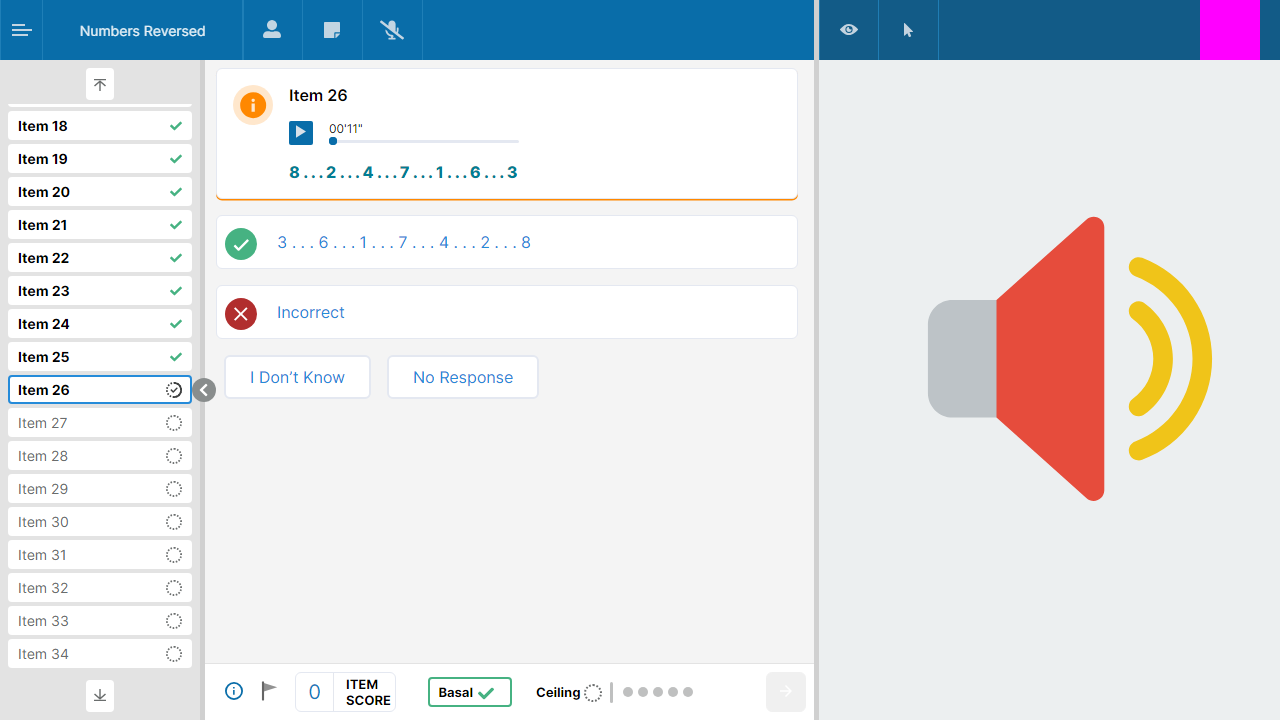 Numbers Reversed
Item 18
Item 19
Item 20
Item 21
Item 22
Item 23
Item 24
Item 25
Item 26
Item 27
Item 28
Item 29
Item 30
Item 31
Item 32
Item 33
Item 34
Item 26
00'11"
8 . . . 2 . . . 4 . . . 7 . . . 1 . . . 6 . . . 3
3 . . . 6 . . . 1 . . . 7 . . . 4 . . . 2 . . . 8
Incorrect
I Don’t Know
No Response
0
ITEM
SCORE
Basal
Ceiling